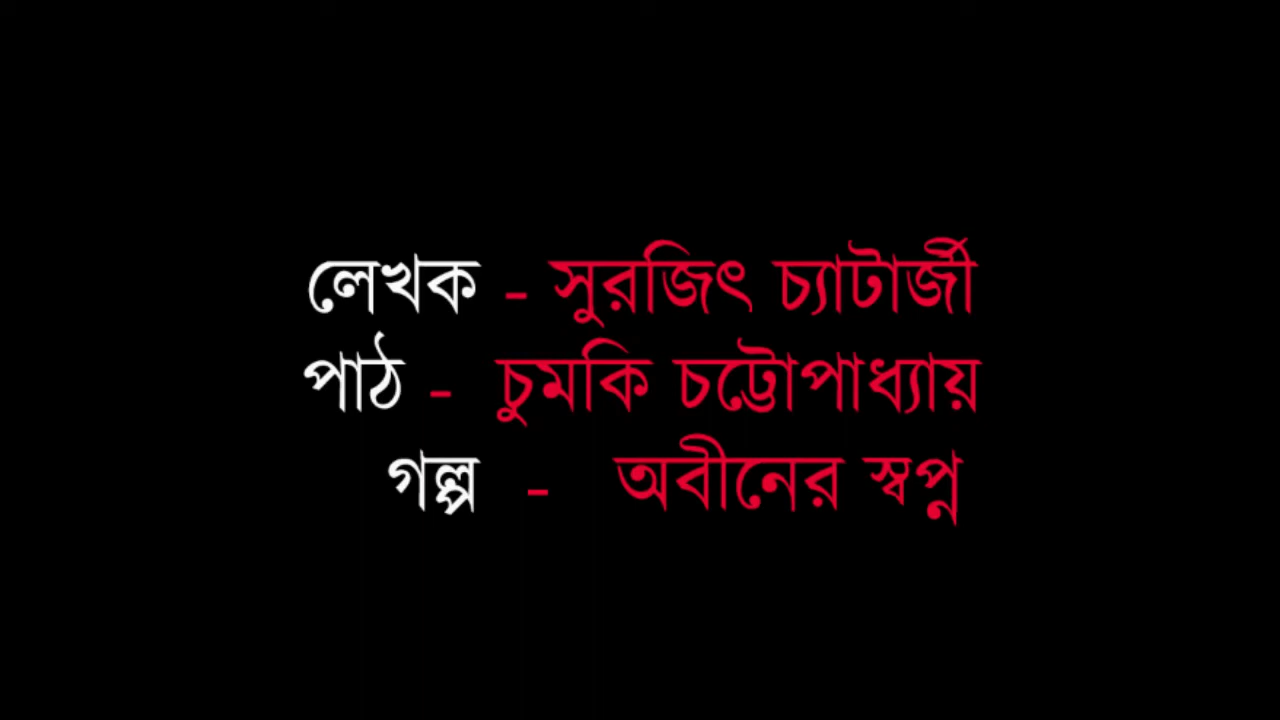 লেখক - সুরজিৎ চ্যাটার্জী
পাঠ - চুমকি চট্টোপাধ্যায়
গল্প - অবীনের স্বপ্ন